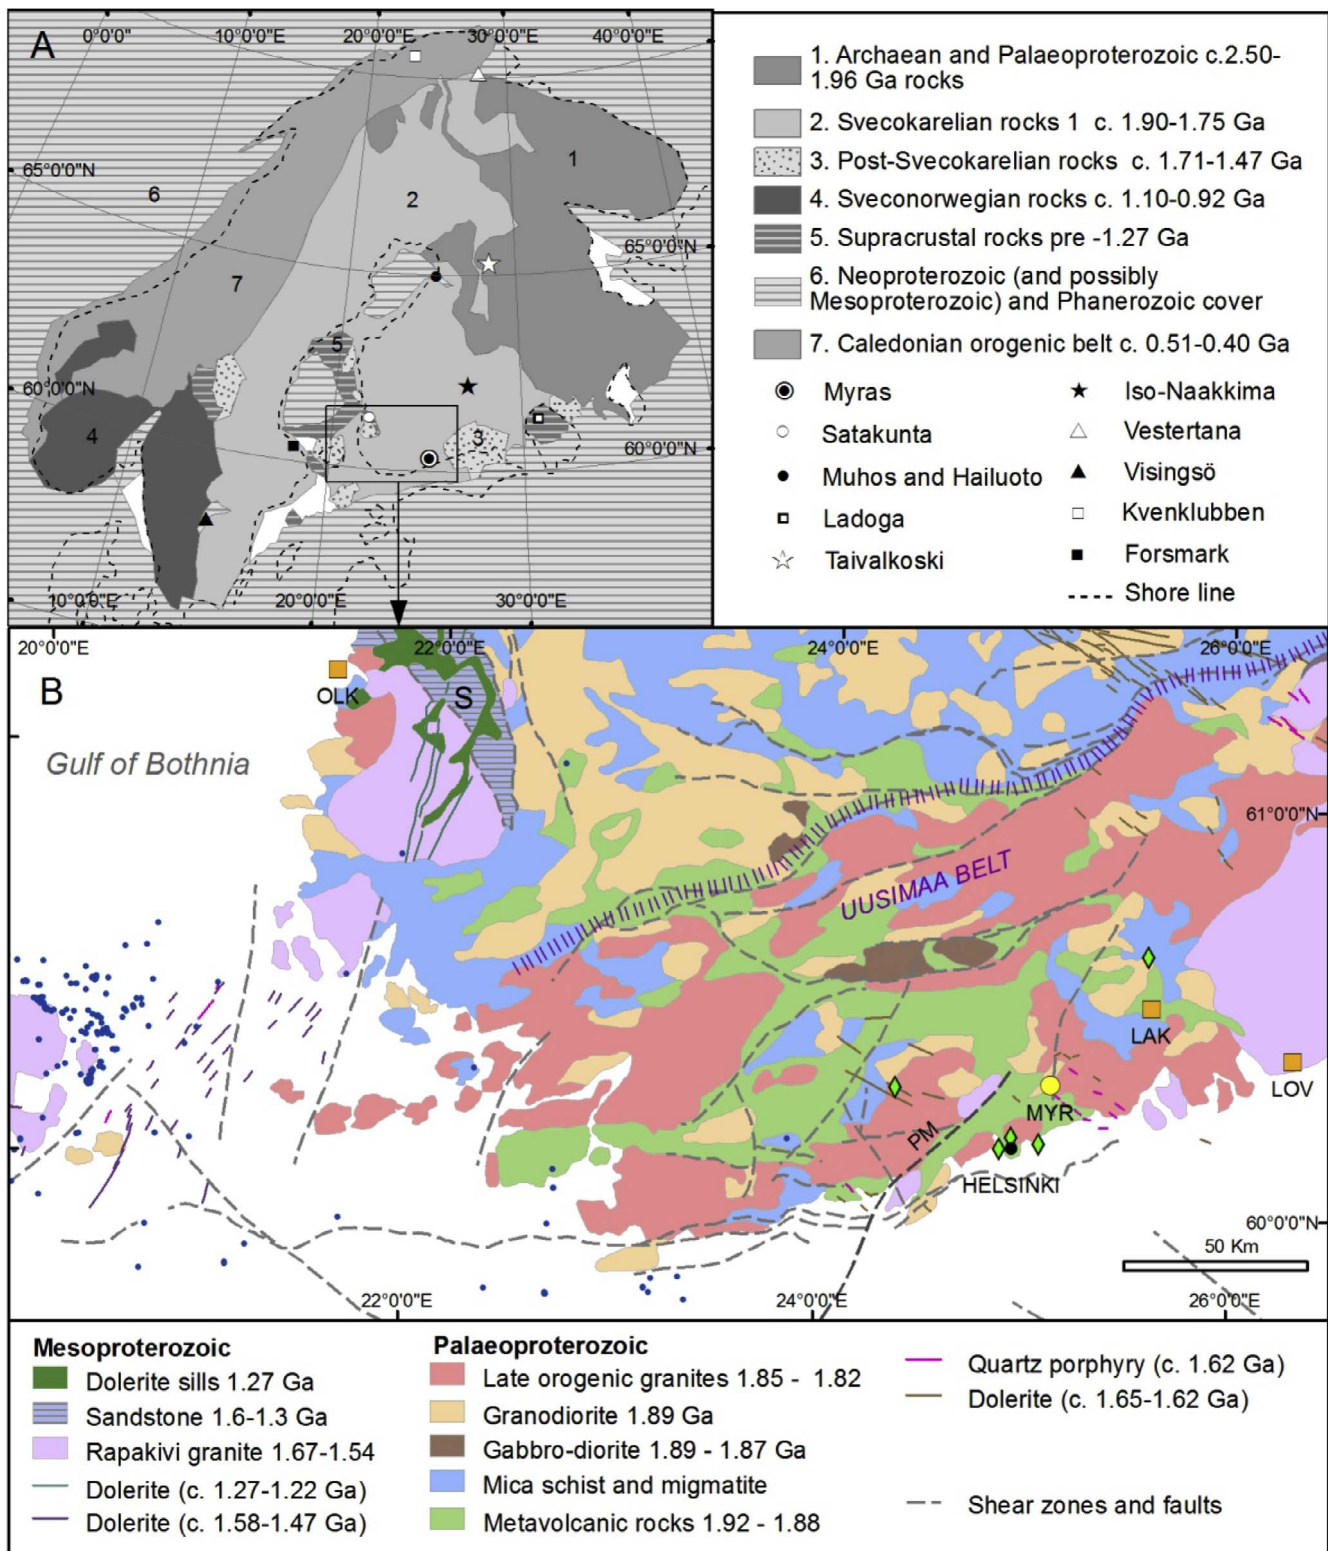 A
0°0'0"
10°0'0"E
20°0'0"E
30°0'0"E
40°0'0"E
65°0'0"N
65°0'0"N
60°0'0"N
60°0'0"N
10°0'0"E
20°0'0"E
30°0'0"E
1
2
3
4
5
6
7
1. Archaean and Palaeoproterozoic c.2.50-
1.96 Ga rocks
2. Svecokarelian rocks 1 c. 1.90-1.75 Ga
3. Post-Svecokarelian rocks c. 1.71-1.47 Ga
4. Sveconorwegian rocks c. 1.10-0.92 Ga
5. Supracrustal rocks pre -1.27 Ga
6. Neoproterozoic (and possibly
Mesoproterozoic) and Phanerozoic cover
7. Caledonian orogenic belt c. 0.51-0.40 Ga
Myras
Satakunta
Muhos and Hailuoto
Ladoga
Taivalkoski
Iso-Naakkima
Vestertana
Visingsö
Kvenklubben
Forsmark
Shore line
B
20°0'0"E
22°0'0"E
24°0'0"E
26°0'0"E
OLK
S
Gulf of Bothnia
61°0'0"N
UUSIMAA BELT
LAK
LOV
MYR
PM
HELSINKI
60°0'0"N
50 Km
22°0'0"E
24°0'0"E
26°0'0"E
Mesoproterozoic
Dolerite sills 1.27 Ga
Sandstone 1.6-1.3 Ga
Rapakivi granite 1.67-1.54
Dolerite (c. 1.27-1.22 Ga)
Dolerite (c. 1.58-1.47 Ga)
Palaeoproterozoic
Late orogenic granites 1.85 - 1.82
Granodiorite 1.89 Ga
Gabbro-diorite 1.89 - 1.87 Ga
Mica schist and migmatite
Metavolcanic rocks 1.92 - 1.88
Quartz porphyry (c. 1.62 Ga)
Dolerite (c. 1.65-1.62 Ga)
Shear zones and faults